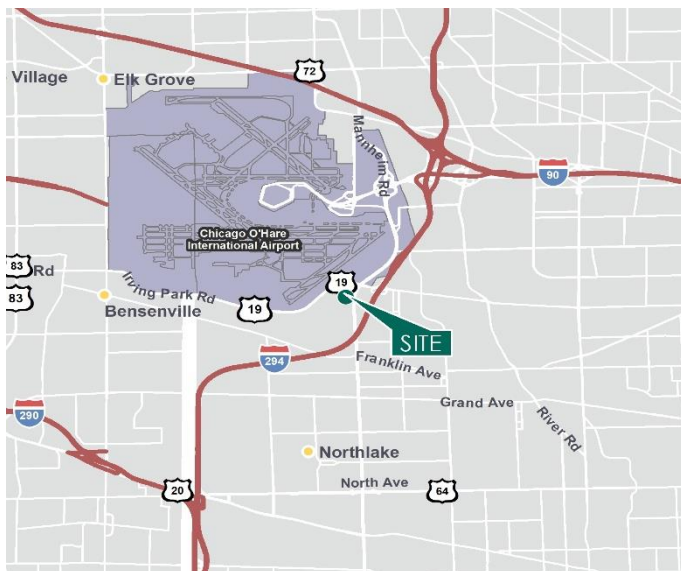 72
Village
Elk Grove
Mannheim Rd
90
Chicago O'Hare
International Airport
83
Rd
83
Irving Park Rd
19
19
Bensenville
SITE
294
Franklin Ave
Grand Ave
290
River Rd
Northlake
North Ave
20
64